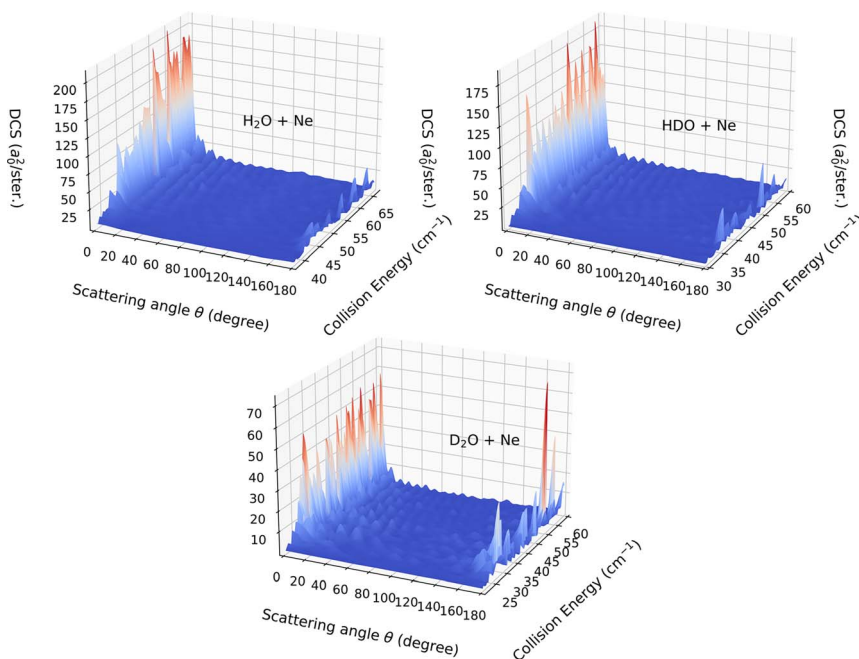 H₂O + Ne
DCS (a₀²/ster.)
200
175
150
125
100
75
50
25
0 20 40 60 80 100 120 140 160 180
Scattering angle θ (degree)
40 45 50 55 60 65
Collision Energy (cm⁻¹)
HDO + Ne
DCS (a₀²/ster.)
175
150
125
100
75
50
25
0 20 40 60 80 100 120 140 160 180
Scattering angle θ (degree)
30 35 40 45 50 55 60
Collision Energy (cm⁻¹)
DCS (a₀²/ster.)
D₂O + Ne
70
60
50
40
30
20
10
0 20 40 60 80 100 120 140 160 180
Scattering angle θ (degree)
25 30 35 40 45 50 55 60
Collision Energy (cm⁻¹)